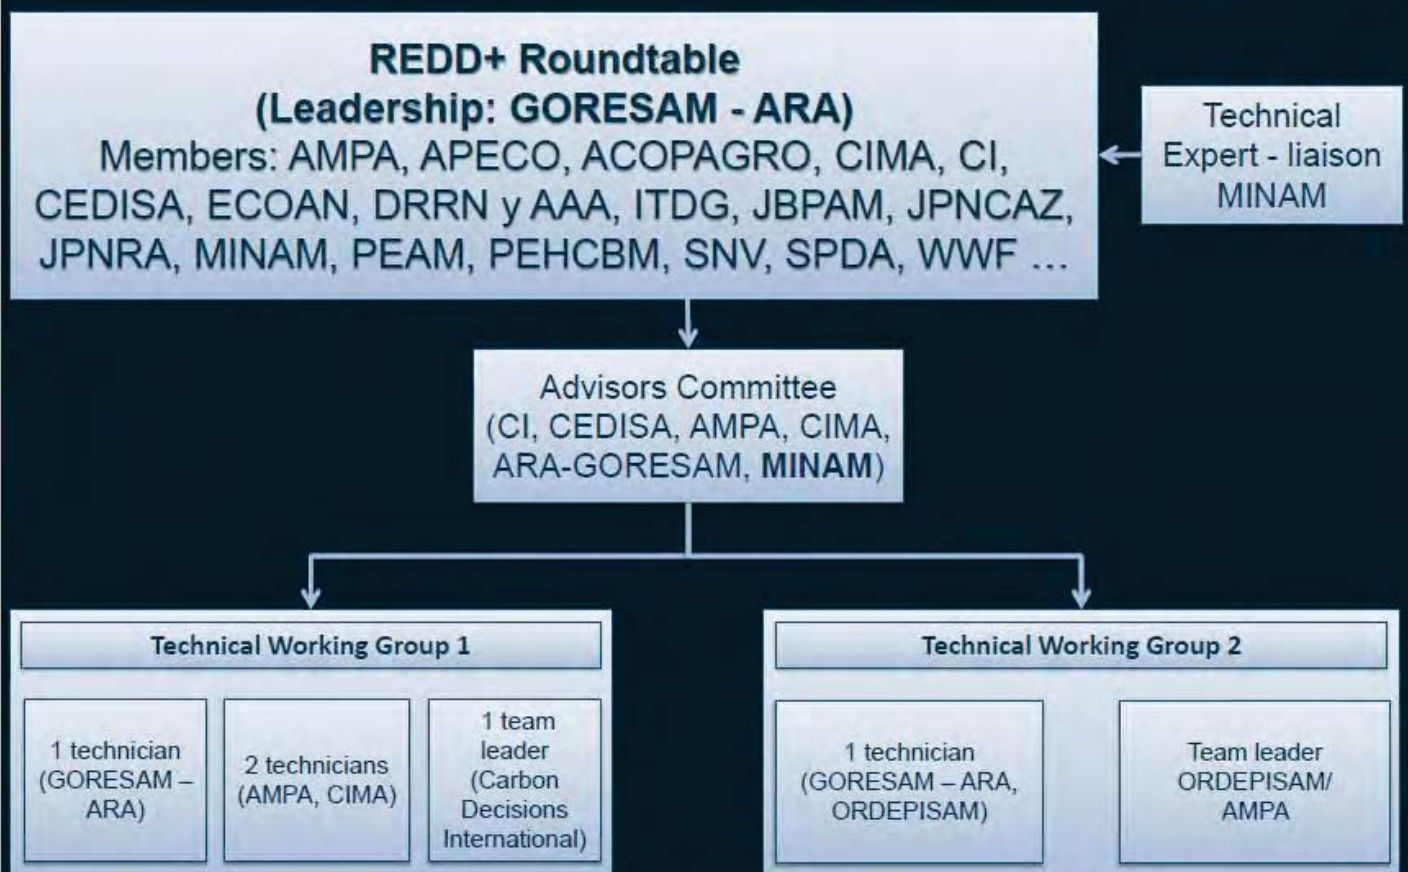 REDD+ Roundtable
(Leadership: GORESAM - ARA)
Members: AMPA, APECO, ACOPAGRO, CIMA, CI,
CEDISA, ECOAN, DRRN y AAA, ITDG, JBPAM, JPNCAZ,
JPNRA, MINAM, PEAM, PEHCBM, SNV, SPDA, WWF ...
Technical
Expert - liaison
MINAM
Advisors Committee
(CI, CEDISA, AMPA, CIMA,
ARA-GORESAM, MINAM)
Technical Working Group 1
1 technician
(GORESAM –
ARA)
2 technicians
(AMPA, CIMA)
1 team
leader
(Carbon
Decisions
International)
Technical Working Group 2
1 technician
(GORESAM – ARA,
ORDEPISAM)
Team leader
ORDEPISAM/
AMPA